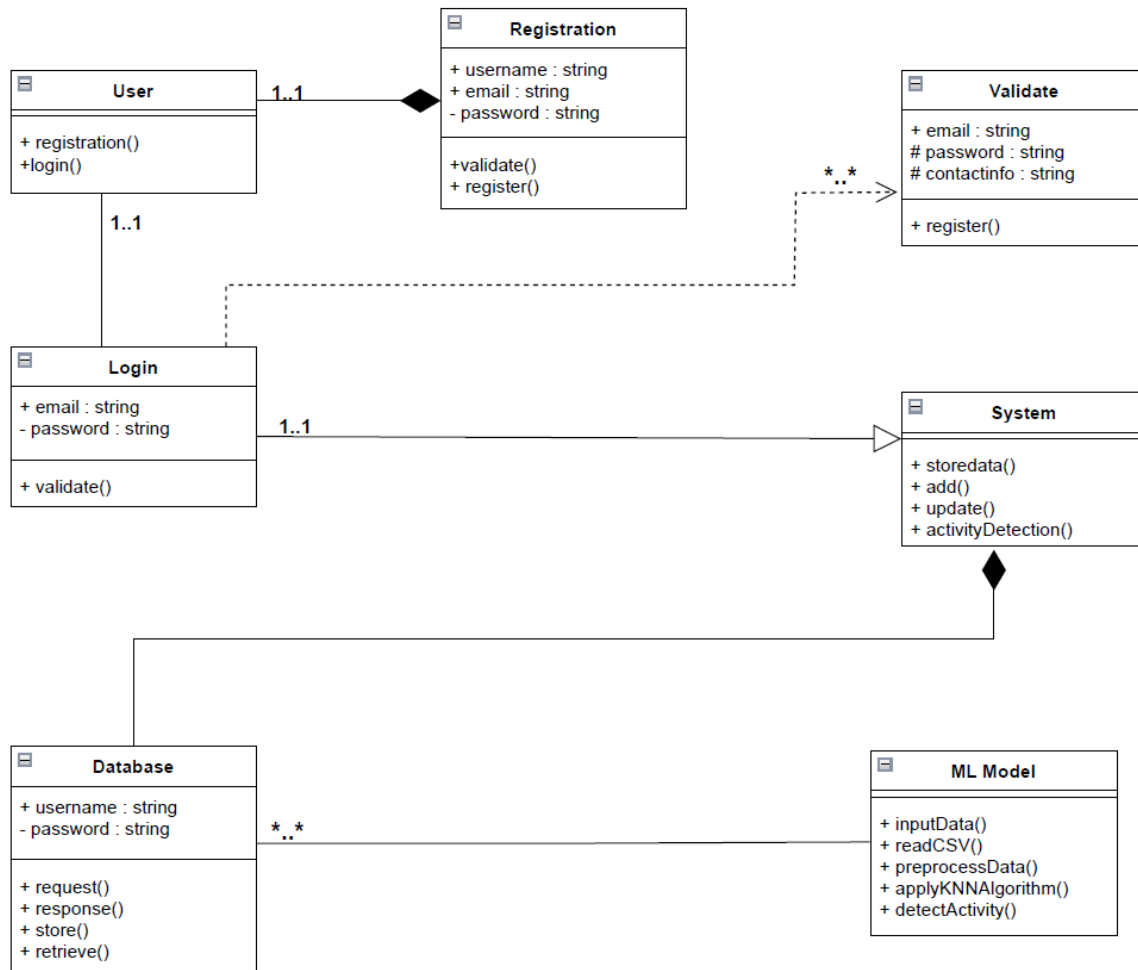 Registration
+ username : string
+ email : string
- password : string
+validate()
+ register()
User
+ registration()
+login()
1..1
1..1
Validate
+ email : string
# password : string
# contactinfo : string
+ register()
*..*
Login
+ email : string
- password : string
+ validate()
1..1
System
+ storedata()
+ add()
+ update()
+ activityDetection()
Database
+ username : string
- password : string
+ request()
+ response()
+ store()
+ retrieve()
*..*
ML Model
+ inputData()
+ readCSV()
+ preprocessData()
+ applyKNNAlgorithm()
+ detectActivity()